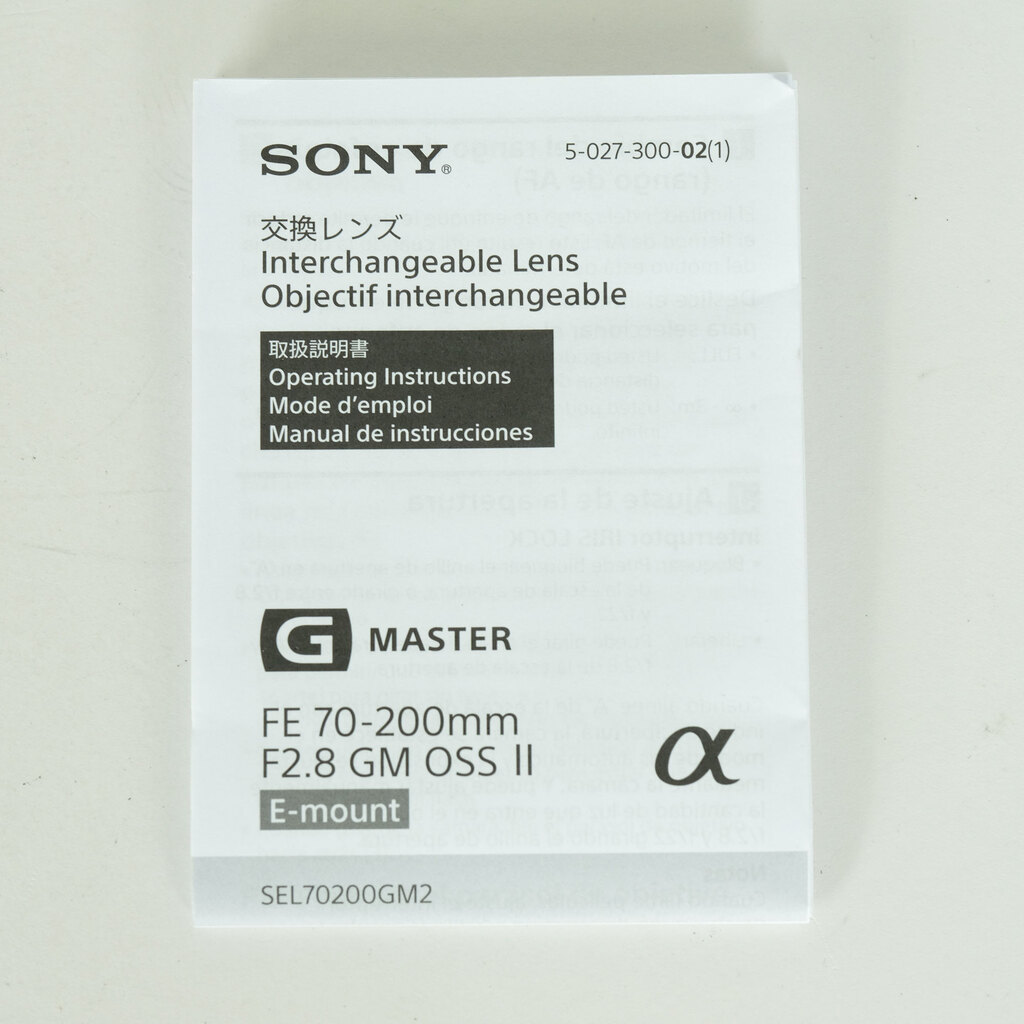 SONY®
5-027-300-02(1)
交換レンズ
Interchangeable Lens
Objectif interchangeable
取扱説明書
Operating Instructions
Mode d'emploi
Manual de instrucciones
G MASTER
FE 70-200mm
F2.8 GM OSS II
α
E-mount
SEL70200GM2